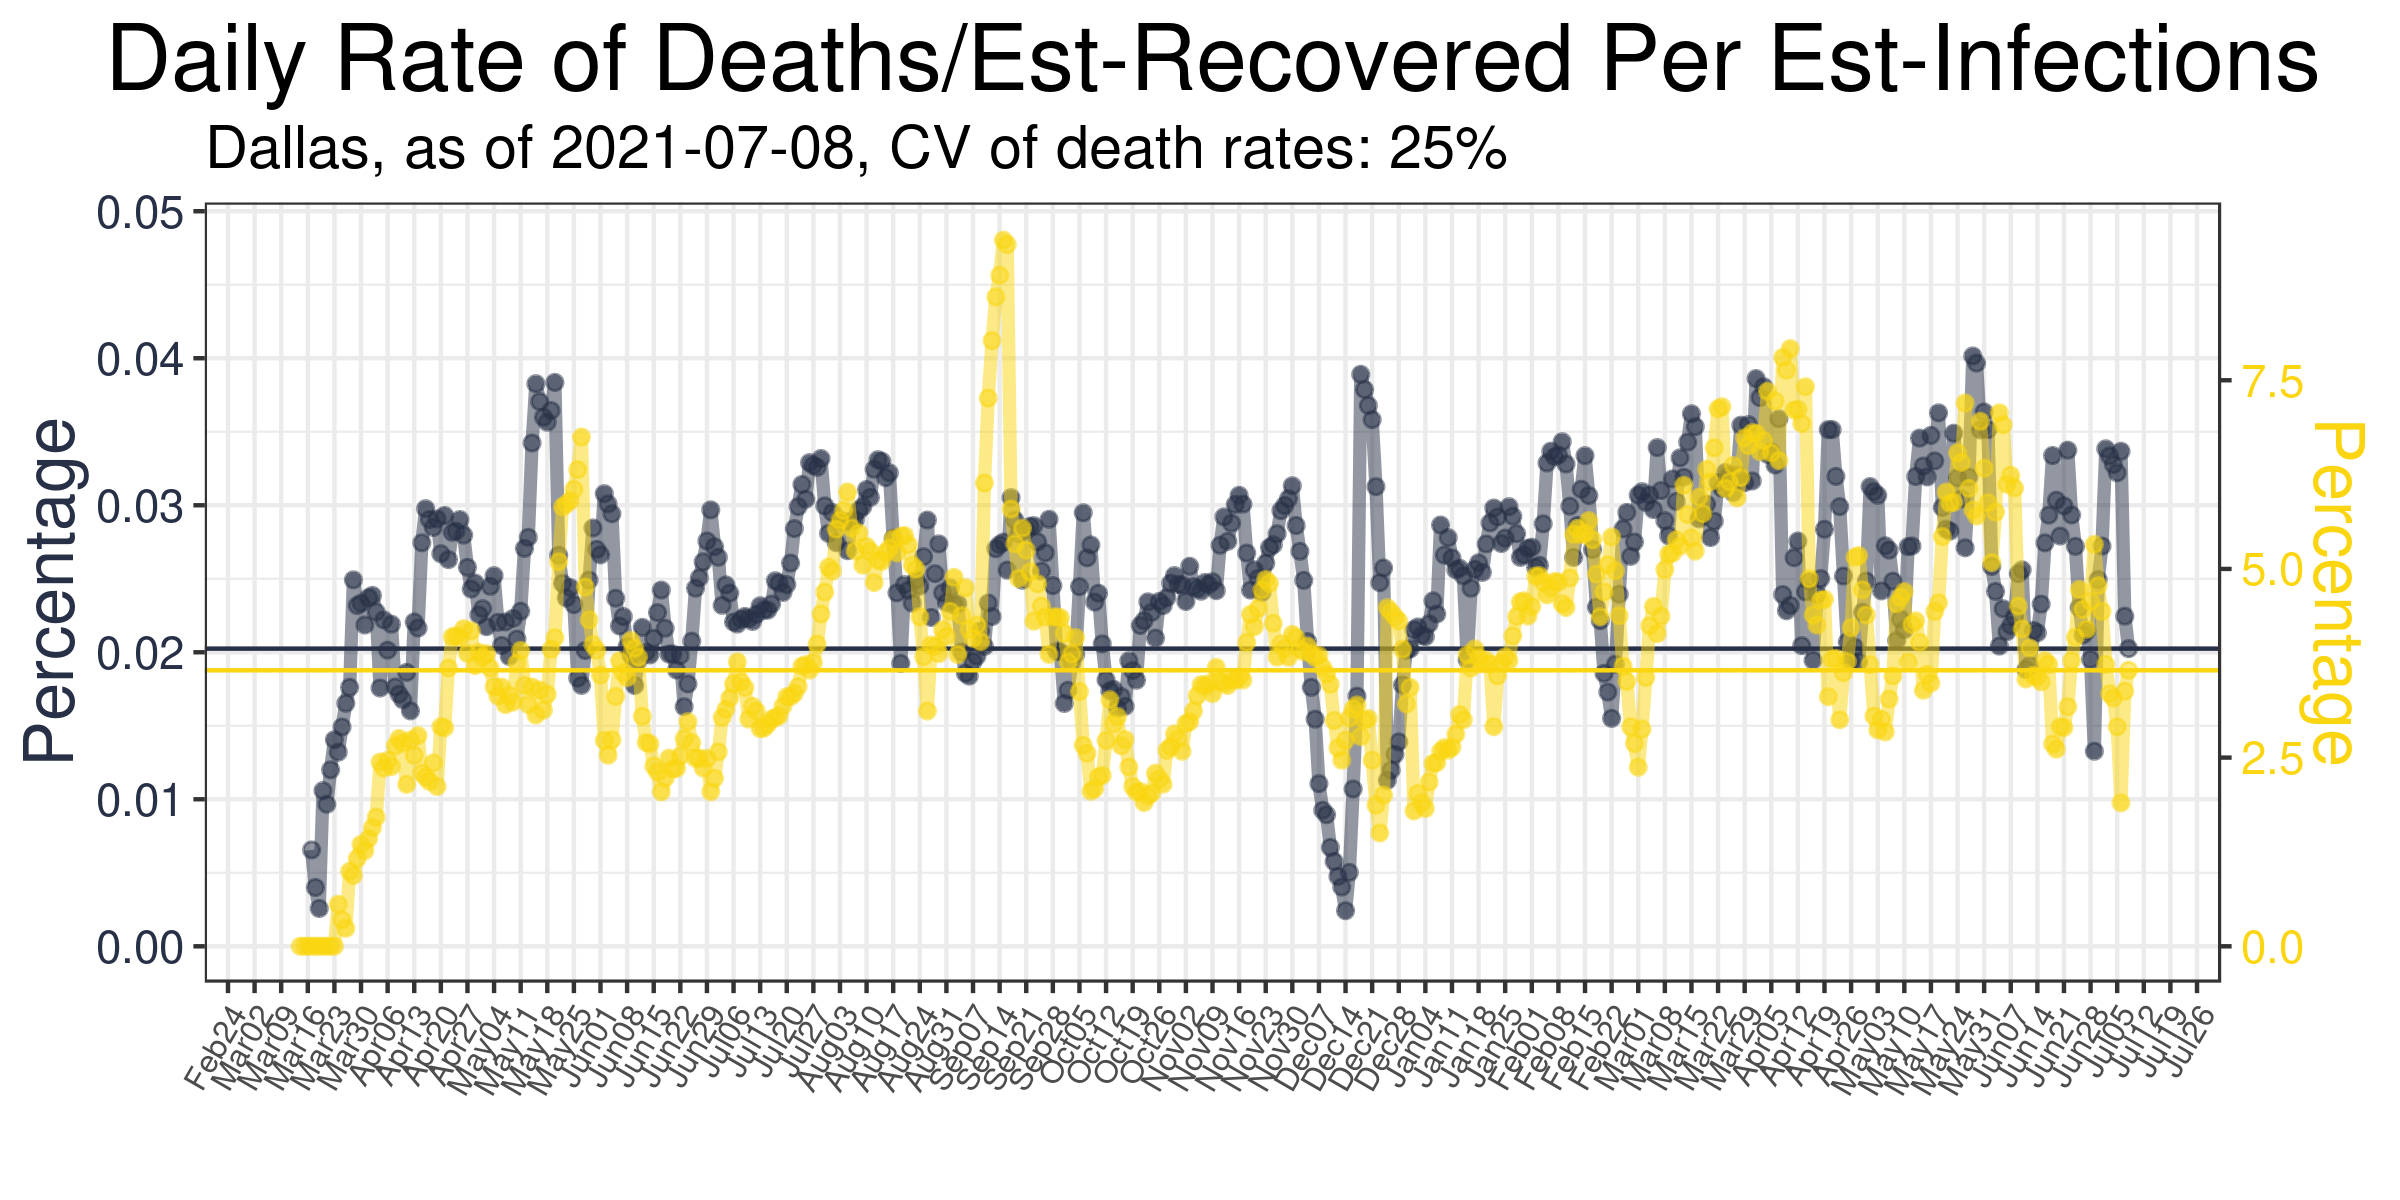 Daily Rate of Deaths/Est-Recovered Per Est-Infections
Dallas, as of 2021-07-08, CV of death rates: 25%
Percentage
0.05
0.04
0.03
0.02
0.01
0.00
7.5
5.0
2.5
0.0
Percentage
Feb24
Mar02
Mar09
Mar16
Mar23
Mar30
Apr06
Apr13
Apr20
Apr27
May04
May11
May18
May25
Jun01
Jun08
Jun15
Jun22
Jun29
Jul06
Jul13
Jul20
Jul27
Aug03
Aug10
Aug17
Aug24
Aug31
Sep07
Sep14
Sep21
Sep28
Oct05
Oct12
Oct19
Oct26
Nov02
Nov09
Nov16
Nov23
Nov30
Dec07
Dec14
Dec21
Dec28
Jan04
Jan11
Jan18
Jan25
Feb01
Feb08
Feb15
Feb22
Mar01
Mar08
Mar15
Mar22
Mar29
Apr05
Apr12
Apr19
Apr26
May03
May10
May17
May24
May31
Jun07
Jun14
Jun21
Jun28
Jul05
Jul12
Jul19
Jul26